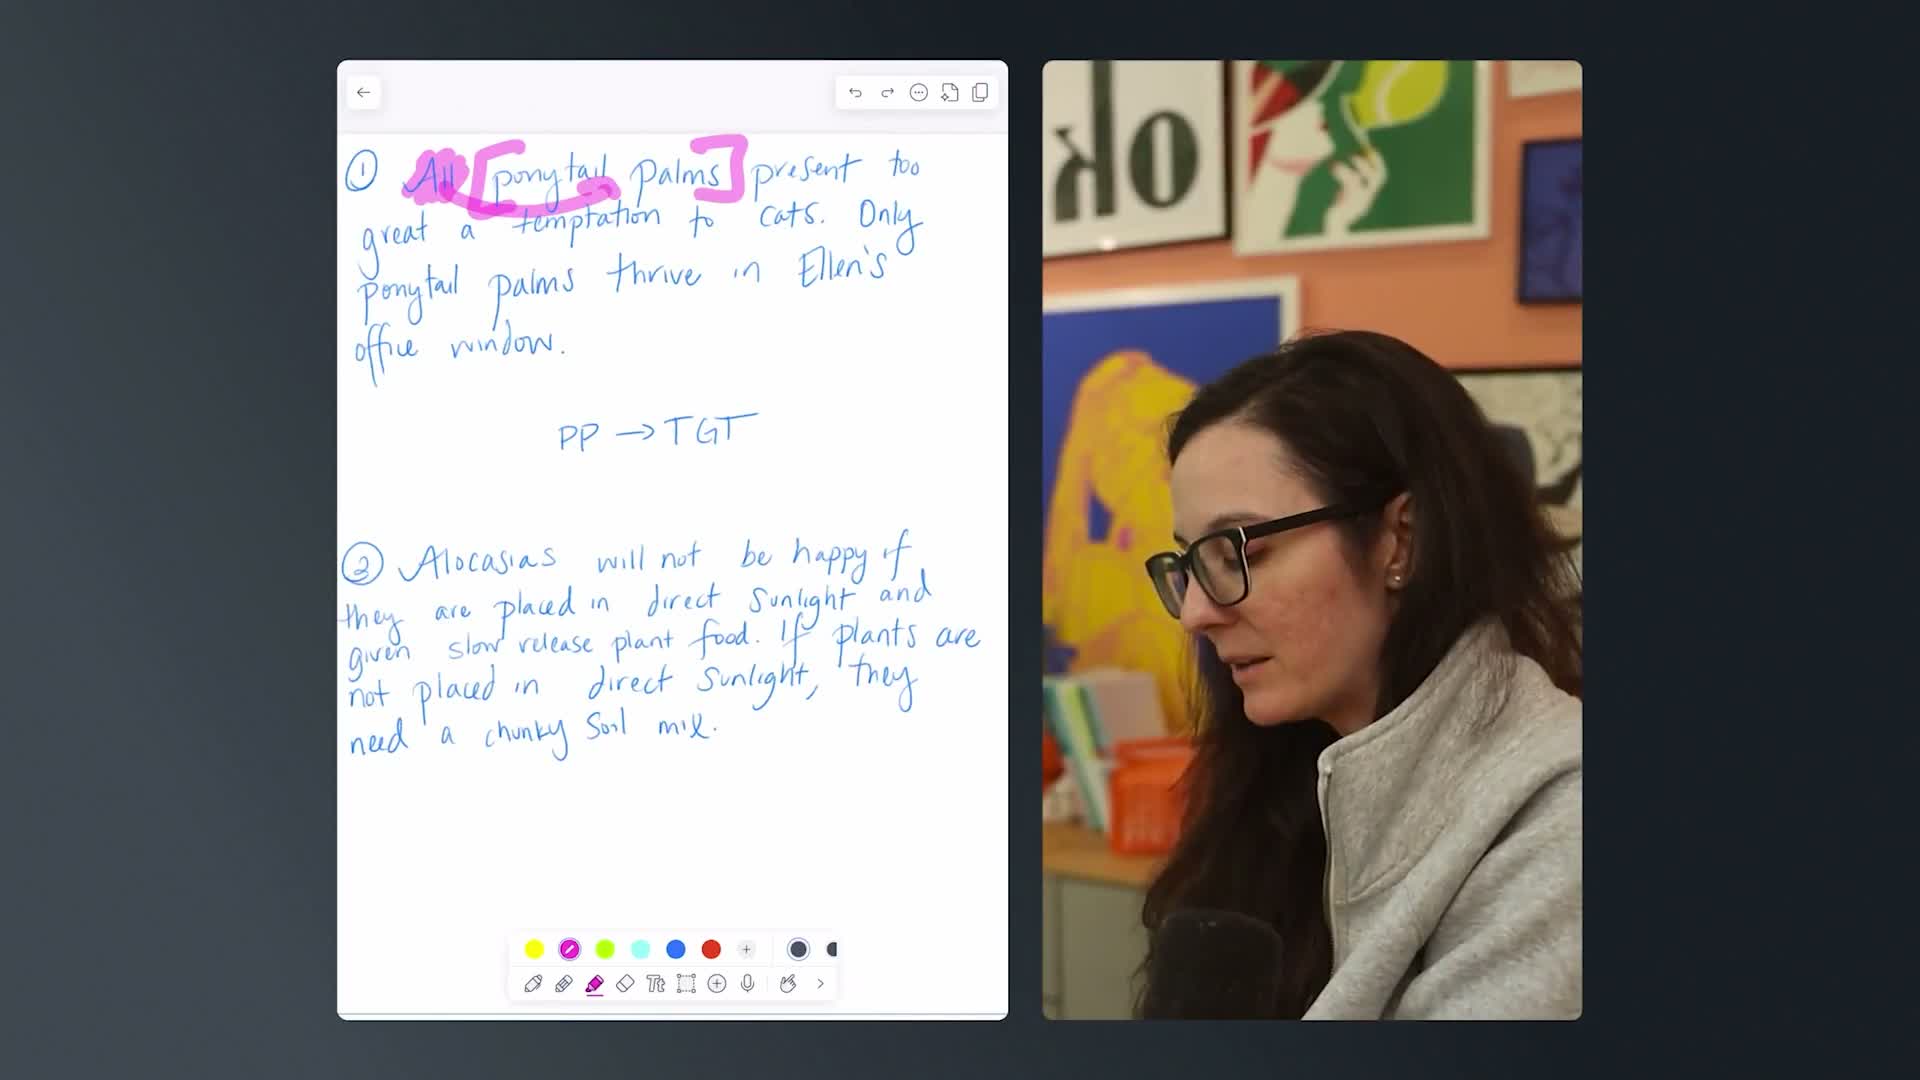 ① All [ponytail palms] present too
great a temptation to cats. Only
ponytail palms thrive in Ellen's
office window.
PP → TGT
② Alocasias will not be happy if
they are placed in direct sunlight and
given slow release plant food. If plants are
not placed in direct sunlight, they
need a chunky soil mix.
Tt
ok